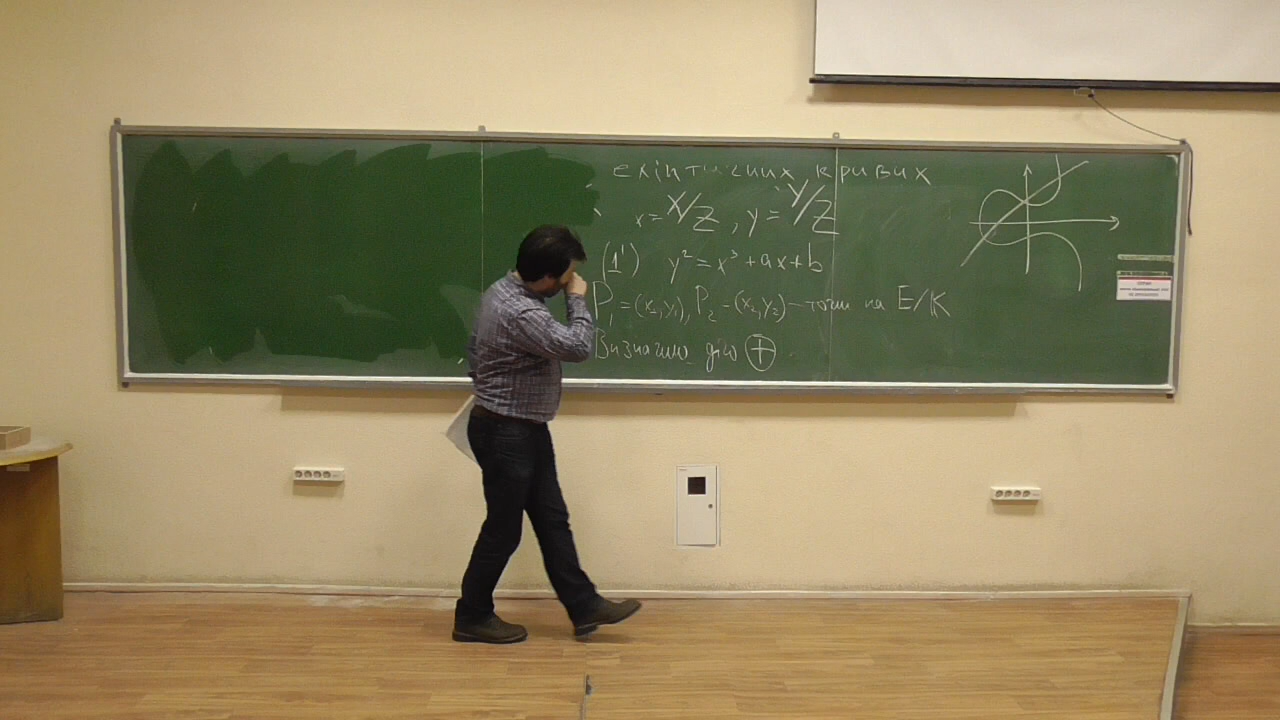 еліптичних кривих
x = X/Z, y = Y/Z
(1') y² = x³ + ax + b
P₁ = (x₁, y₁), P₂ = (x₂, y₂) – точки на E/K
Визначимо дію ⊕